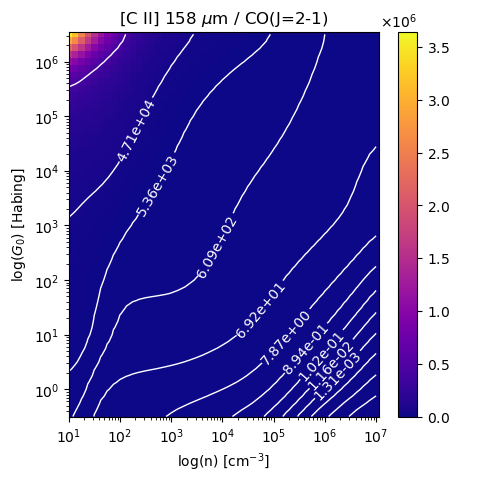 [C II] 158 μm / CO(J=2-1)
×10⁶
log(G₀) [Habing]
10⁶
10⁵
10⁴
10³
10²
10¹
10⁰
4.71e+04
5.36e+03
6.09e+02
6.92e+01
7.87e+00
8.94e-01
1.02e-01
1.16e-02
1.31e-03
10¹ 10² 10³ 10⁴ 10⁵ 10⁶ 10⁷
log(n) [cm⁻³]
3.5
3.0
2.5
2.0
1.5
1.0
0.5
0.0